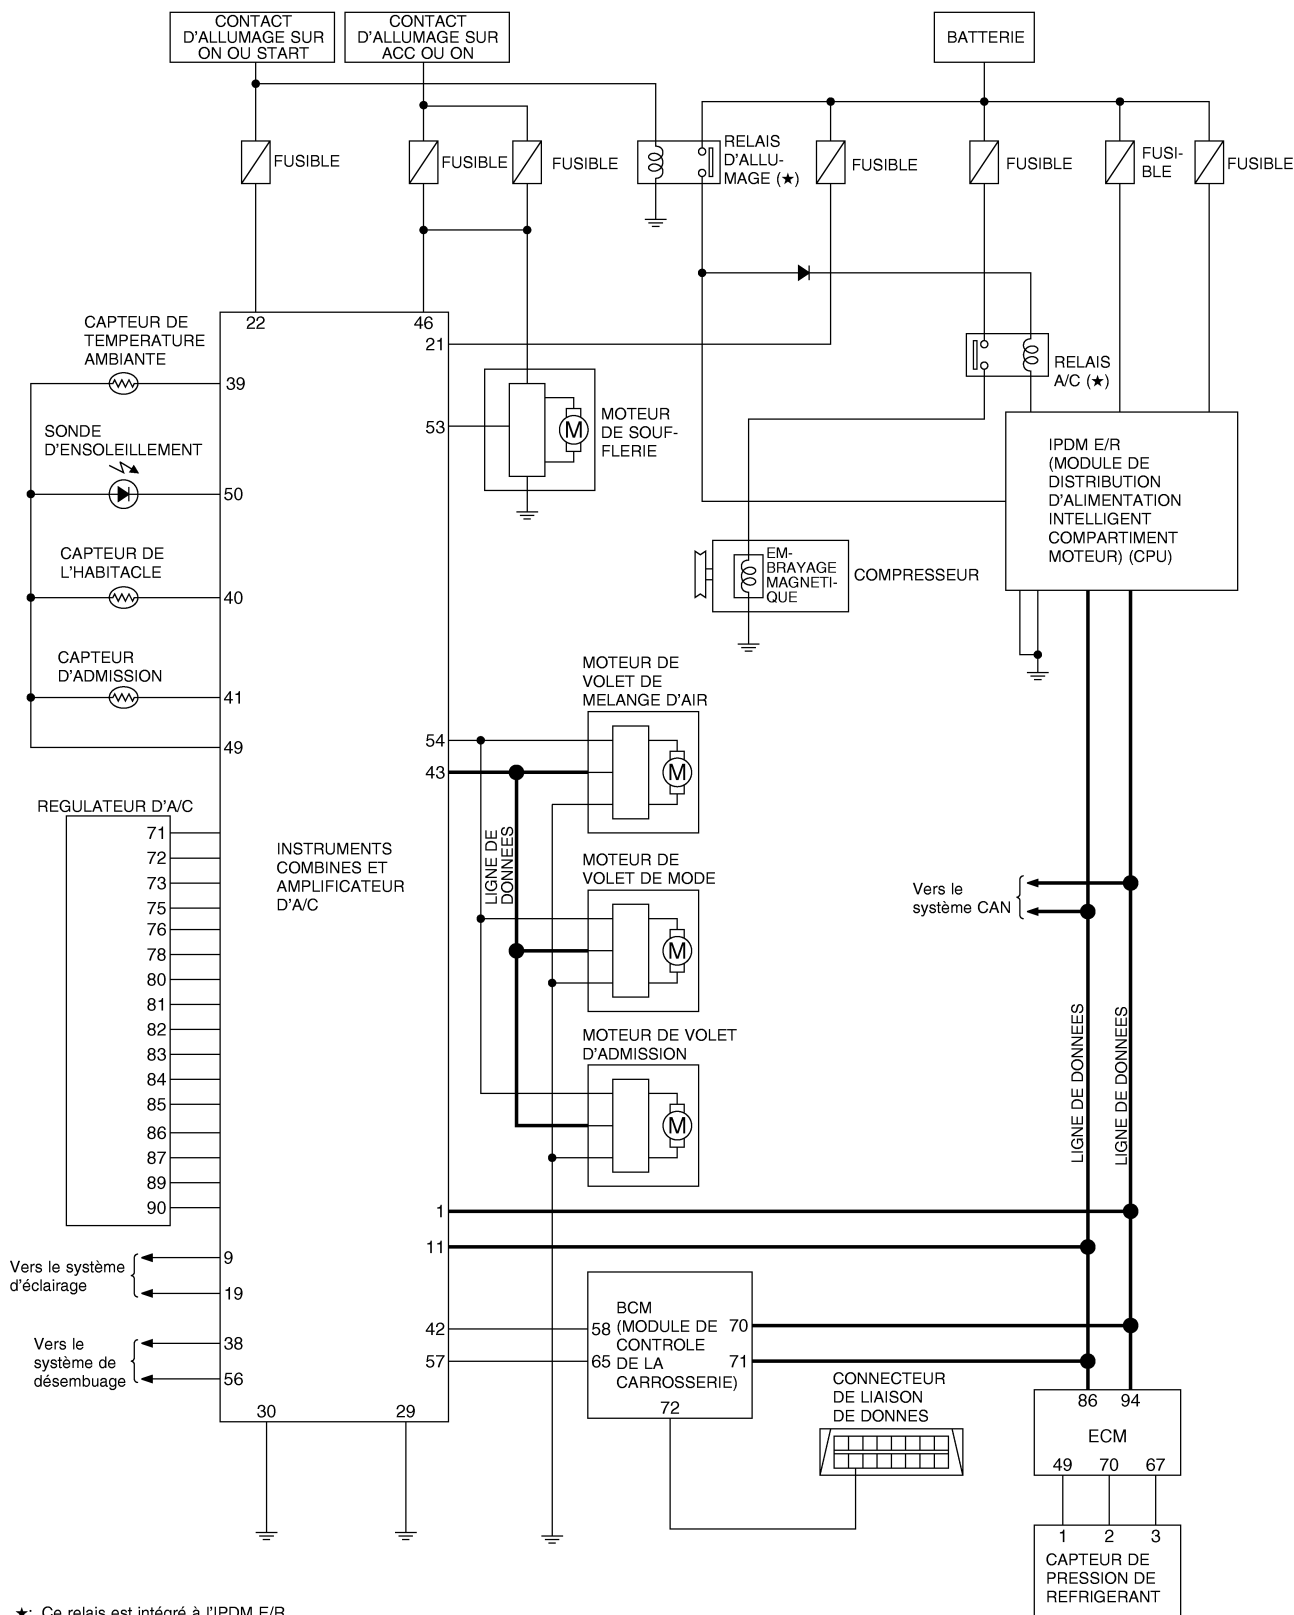 CONTACT
D'ALLUMAGE SUR
ON OU START
CONTACT
D'ALLUMAGE SUR
ACC OU ON
BATTERIE
FUSIBLE
FUSIBLE
FUSIBLE
RELAIS
D'ALLU-
MAGE (★)
FUSIBLE
FUSIBLE
FUSI-
BLE
FUSIBLE
22
46
21
CAPTEUR DE
TEMPERATURE
AMBIANTE
39
RELAIS
A/C (★)
53
MOTEUR
DE SOUF-
FLERIE
SONDE
D'ENSOLEILLEMENT
50
IPDM E/R
(MODULE DE
DISTRIBUTION
D'ALIMENTATION
INTELLIGENT
COMPARTIMENT
MOTEUR) (CPU)
M
CAPTEUR DE
L'HABITACLE
40
EM-
BRAYAGE
MAGNETI-
QUE
COMPRESSEUR
CAPTEUR
D'ADMISSION
41
49
MOTEUR DE
VOLET DE
MELANGE D'AIR
54
43
M
REGULATEUR D'A/C
71
72
73
75
76
78
80
81
82
83
84
85
86
87
89
90
INSTRUMENTS
COMBINES ET
AMPLIFICATEUR
D'A/C
LIGNE DE
DONNEES
MOTEUR DE
VOLET DE MODE
M
Vers le
système CAN
MOTEUR DE VOLET
D'ADMISSION
M
LIGNE DE DONNEES
LIGNE DE DONNEES
1
11
Vers le système
d'éclairage
9
19
Vers le
système de
désembuage
38
56
42
57
58
65
BCM
(MODULE DE
CONTROLE
DE LA
CARROSSERIE)
70
71
72
CONNECTEUR
DE LIAISON
DE DONNES
30
29
86
94
ECM
49
70
67
1
2
3
CAPTEUR DE
PRESSION DE
REFRIGERANT
★: Ce relais est intégré à l'IPDM E/R